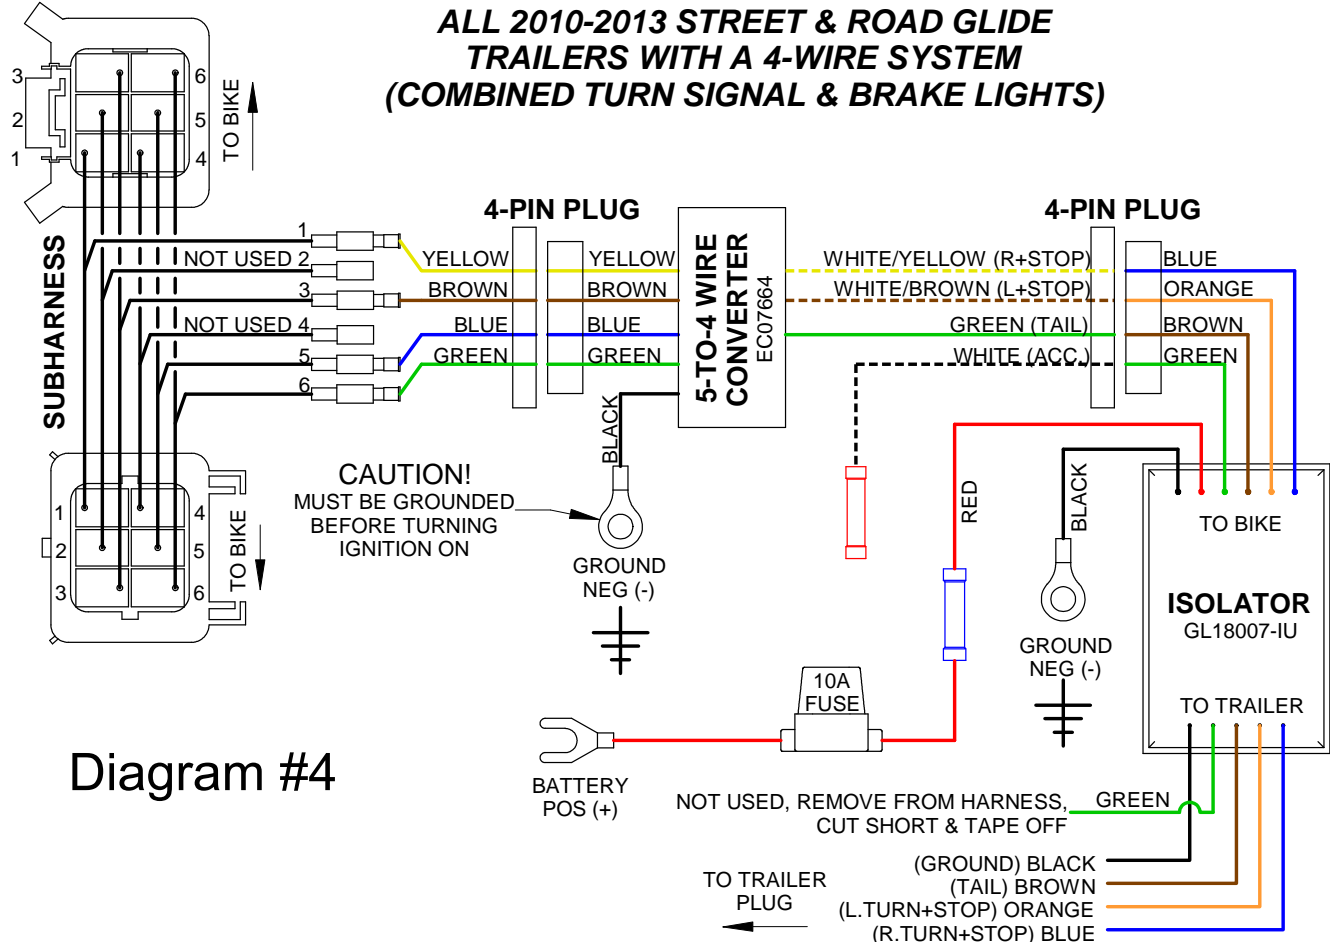 ALL 2010-2013 STREET & ROAD GLIDE
TRAILERS WITH A 4-WIRE SYSTEM
(COMBINED TURN SIGNAL & BRAKE LIGHTS)
3
2
1
6
5
4
TO BIKE
SUBHARNESS
1
NOT USED 2
3
NOT USED 4
5
6
YELLOW
BROWN
BLUE
GREEN
4-PIN PLUG
YELLOW
BROWN
BLUE
GREEN
BLACK
5-TO-4 WIRE
CONVERTER
EC07664
WHITE/YELLOW (R+STOP)
WHITE/BROWN (L+STOP)
GREEN (TAIL)
WHITE (ACC.)
4-PIN PLUG
BLUE
ORANGE
BROWN
GREEN
1
2
3
4
5
6
TO BIKE
CAUTION!
MUST BE GROUNDED
BEFORE TURNING
IGNITION ON
GROUND
NEG (-)
RED
BLACK
GROUND
NEG (-)
TO BIKE
ISOLATOR
GL18007-IU
TO TRAILER
10A
FUSE
BATTERY
POS (+)
Diagram #4
NOT USED, REMOVE FROM HARNESS,
CUT SHORT & TAPE OFF
GREEN
TO TRAILER
PLUG
(GROUND) BLACK
(TAIL) BROWN
(L.TURN+STOP) ORANGE
(R.TURN+STOP) BLUE